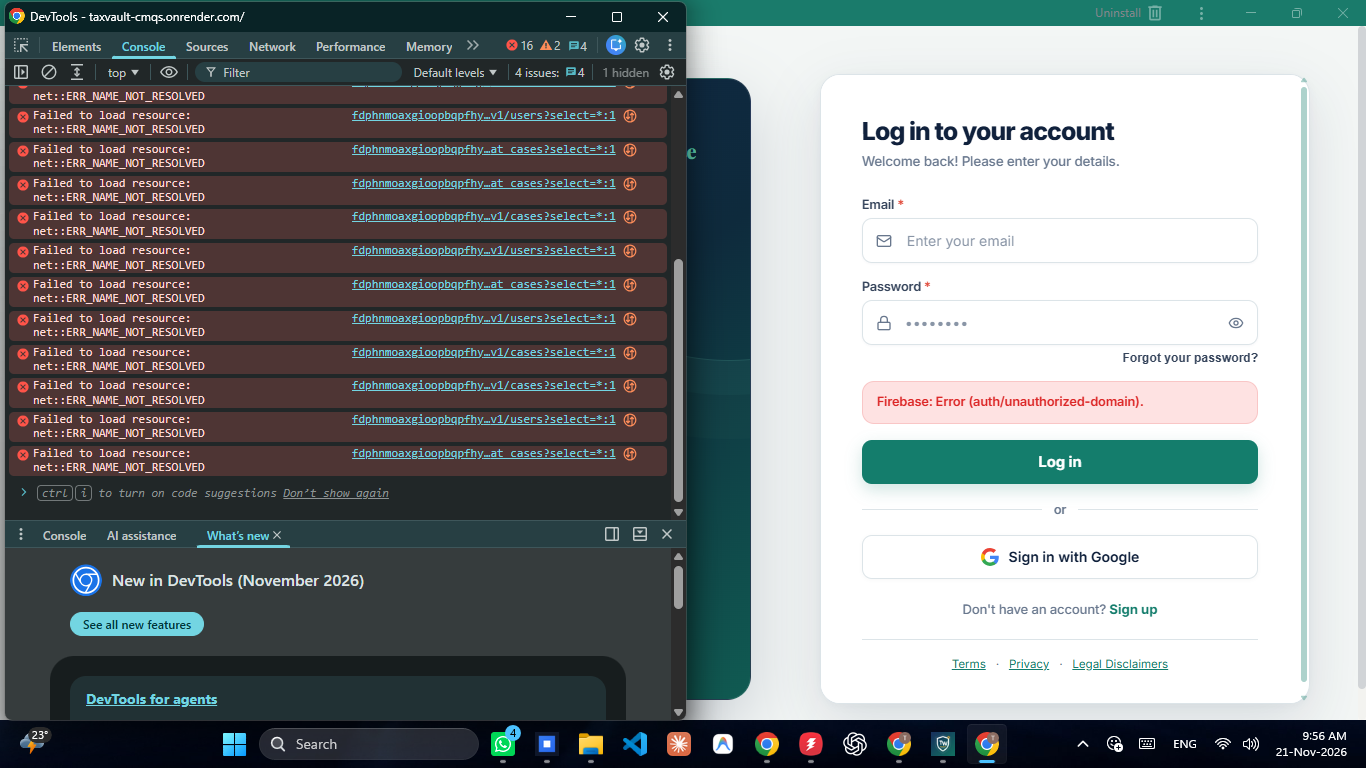 DevTools - taxvault-cmqs.onrender.com/
Uninstall
Elements Console Sources Network Performance Memory 16 2 4
top Filter Default levels 4 issues: 4 1 hidden
net::ERR_NAME_NOT_RESOLVED
Failed to load resource: fdphnmoaxgioopbqpfhy…v1/users?select=*:1
net::ERR_NAME_NOT_RESOLVED
Failed to load resource: fdphnmoaxgioopbqpfhy…at_cases?select=*:1
net::ERR_NAME_NOT_RESOLVED
Failed to load resource: fdphnmoaxgioopbqpfhy…at_cases?select=*:1
net::ERR_NAME_NOT_RESOLVED
Failed to load resource: fdphnmoaxgioopbqpfhy…v1/cases?select=*:1
net::ERR_NAME_NOT_RESOLVED
Failed to load resource: fdphnmoaxgioopbqpfhy…v1/users?select=*:1
net::ERR_NAME_NOT_RESOLVED
Failed to load resource: fdphnmoaxgioopbqpfhy…at_cases?select=*:1
net::ERR_NAME_NOT_RESOLVED
Failed to load resource: fdphnmoaxgioopbqpfhy…v1/users?select=*:1
net::ERR_NAME_NOT_RESOLVED
Failed to load resource: fdphnmoaxgioopbqpfhy…v1/cases?select=*:1
net::ERR_NAME_NOT_RESOLVED
Failed to load resource: fdphnmoaxgioopbqpfhy…v1/cases?select=*:1
net::ERR_NAME_NOT_RESOLVED
Failed to load resource: fdphnmoaxgioopbqpfhy…v1/users?select=*:1
net::ERR_NAME_NOT_RESOLVED
Failed to load resource: fdphnmoaxgioopbqpfhy…at_cases?select=*:1
net::ERR_NAME_NOT_RESOLVED
ctrl i to turn on code suggestions Don't show again
Console AI assistance What's new
New in DevTools (November 2026)
See all new features
DevTools for agents
e
Log in to your account
Welcome back! Please enter your details.
Email *
Enter your email
Password *
Forgot your password?
Firebase: Error (auth/unauthorized-domain).
Log in
or
Sign in with Google
Don't have an account? Sign up
Terms · Privacy · Legal Disclaimers
23°
Search
4
1
1
ENG
9:56 AM
21-Nov-2026